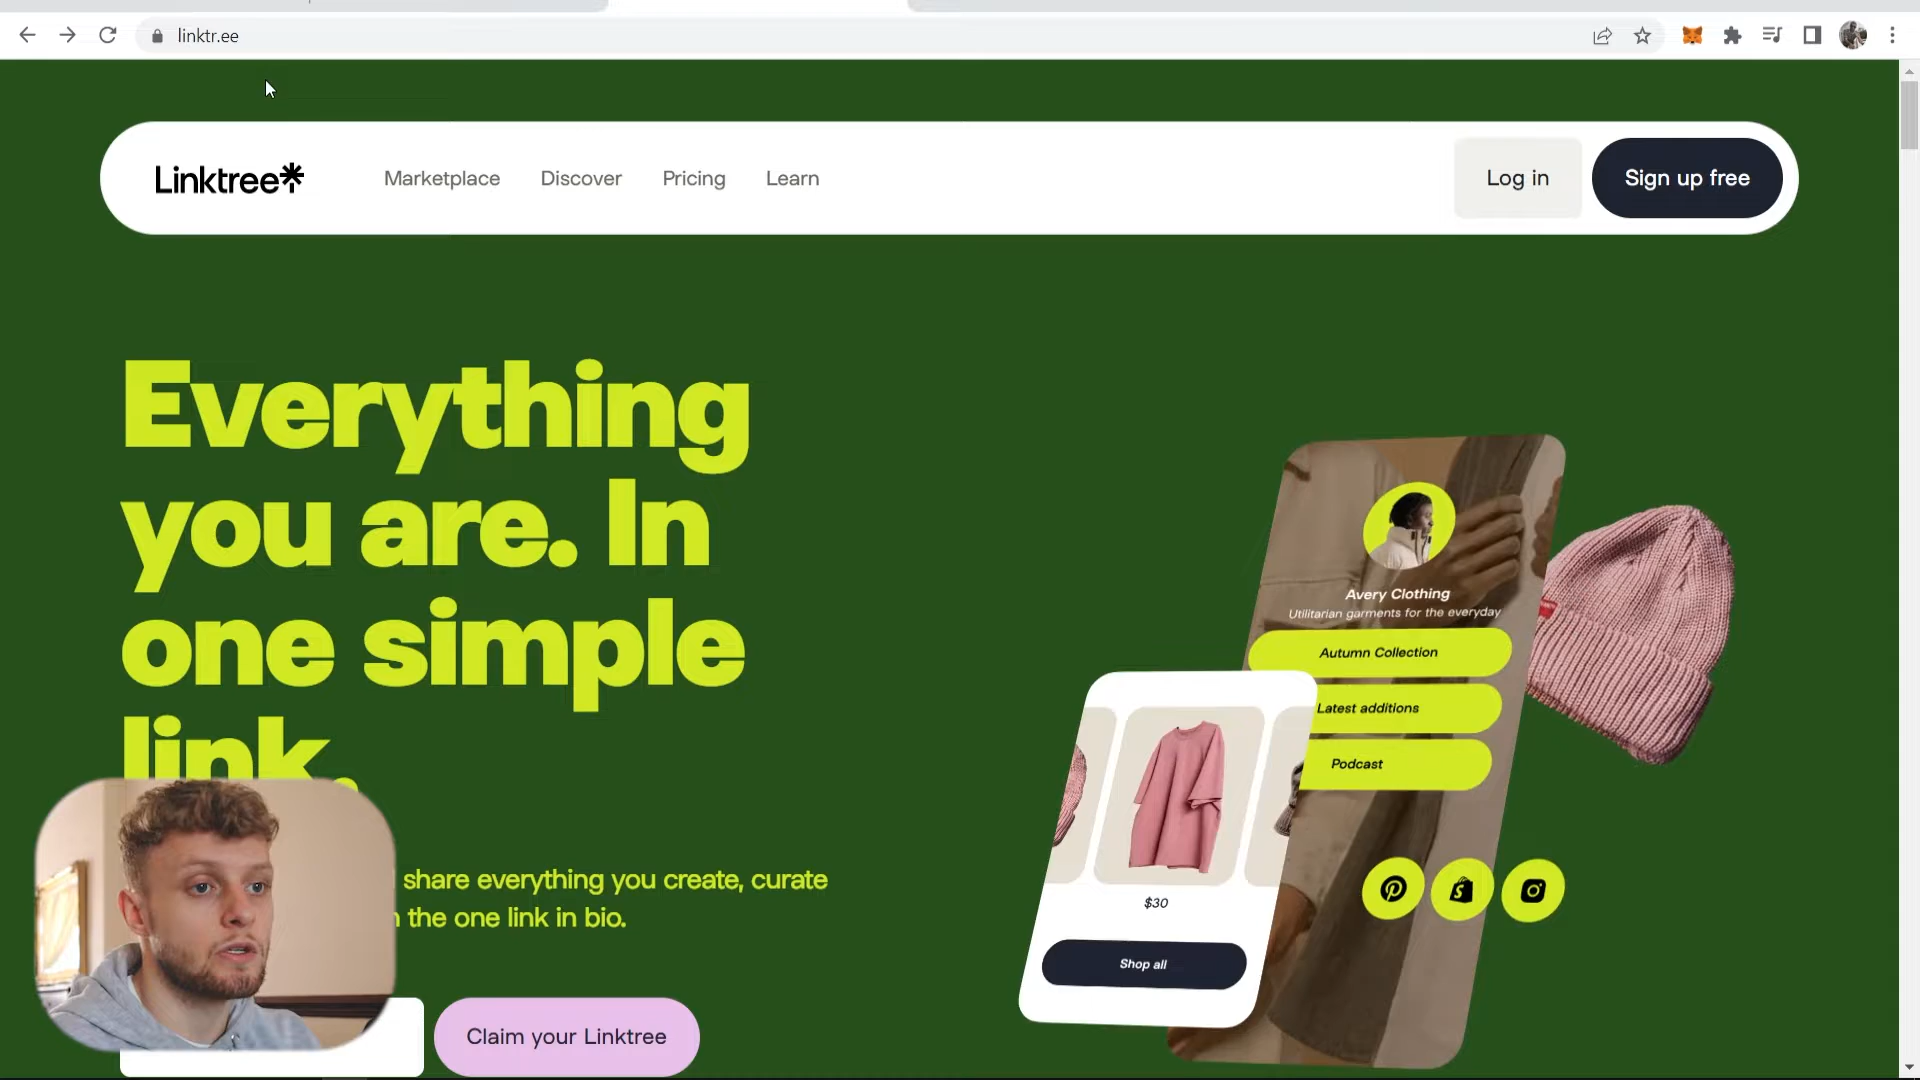 linktr.ee
Linktree
Marketplace
Discover
Pricing
Learn
Log in
Sign up free
Everything
you are. In
one simple
link.
share everything you create, curate
the one link in bio.
Claim your Linktree
Avery Clothing
Utilitarian garments for the everyday
Autumn Collection
Latest additions
Podcast
$30
Shop all